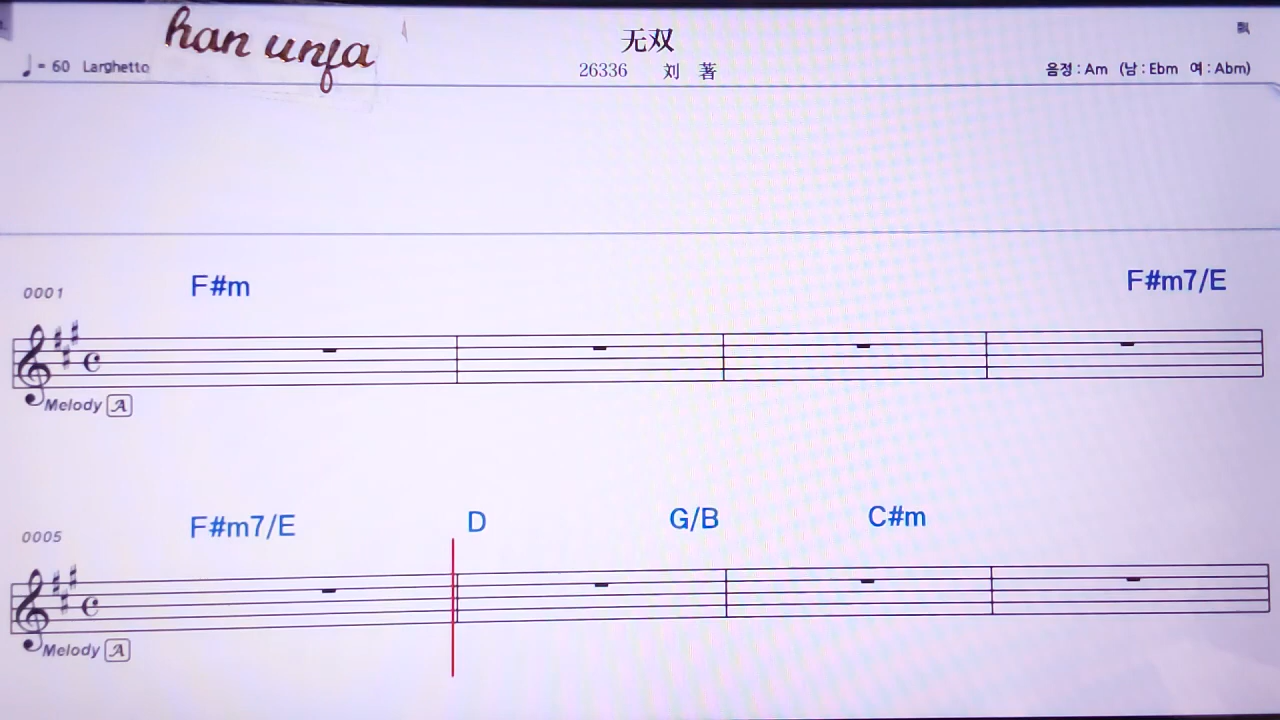 han unfa
无双
♩= 60 Larghetto
26336 刘 著
음정 : Am (남 : Ebm 여 : Abm)
0001 F#m F#m7/E
Melody A
0005 F#m7/E D G/B C#m
Melody A